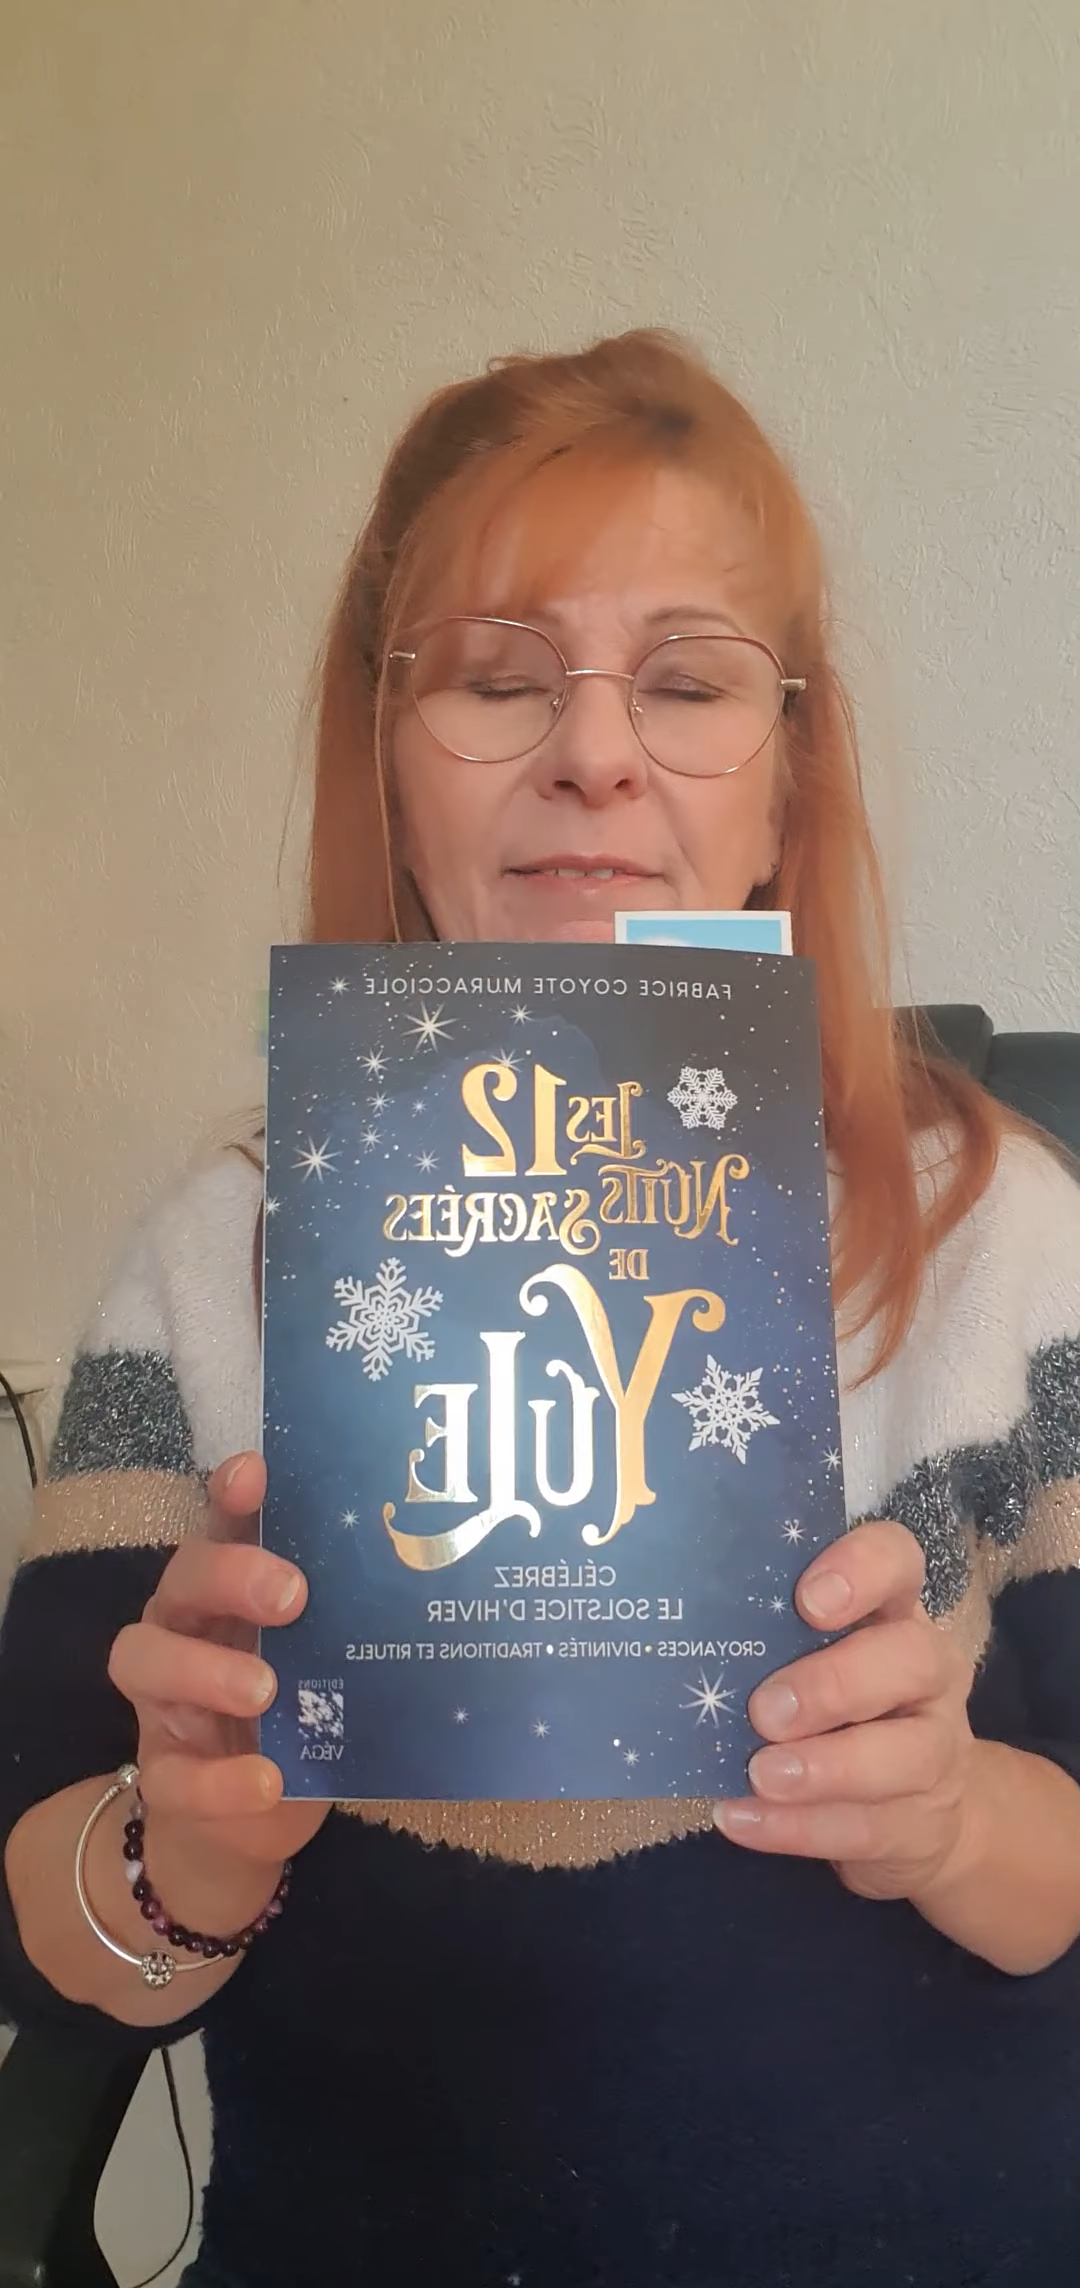 FABRICE COYOTE MURACCIOLE
LES 12
NUITS SACRÉES
DE
YULE
CÉLÉBREZ
LE SOLSTICE D'HIVER
CROYANCES • DIVINITÉS • TRADITIONS ET RITUELS
ÉDITIONS
VÉGA